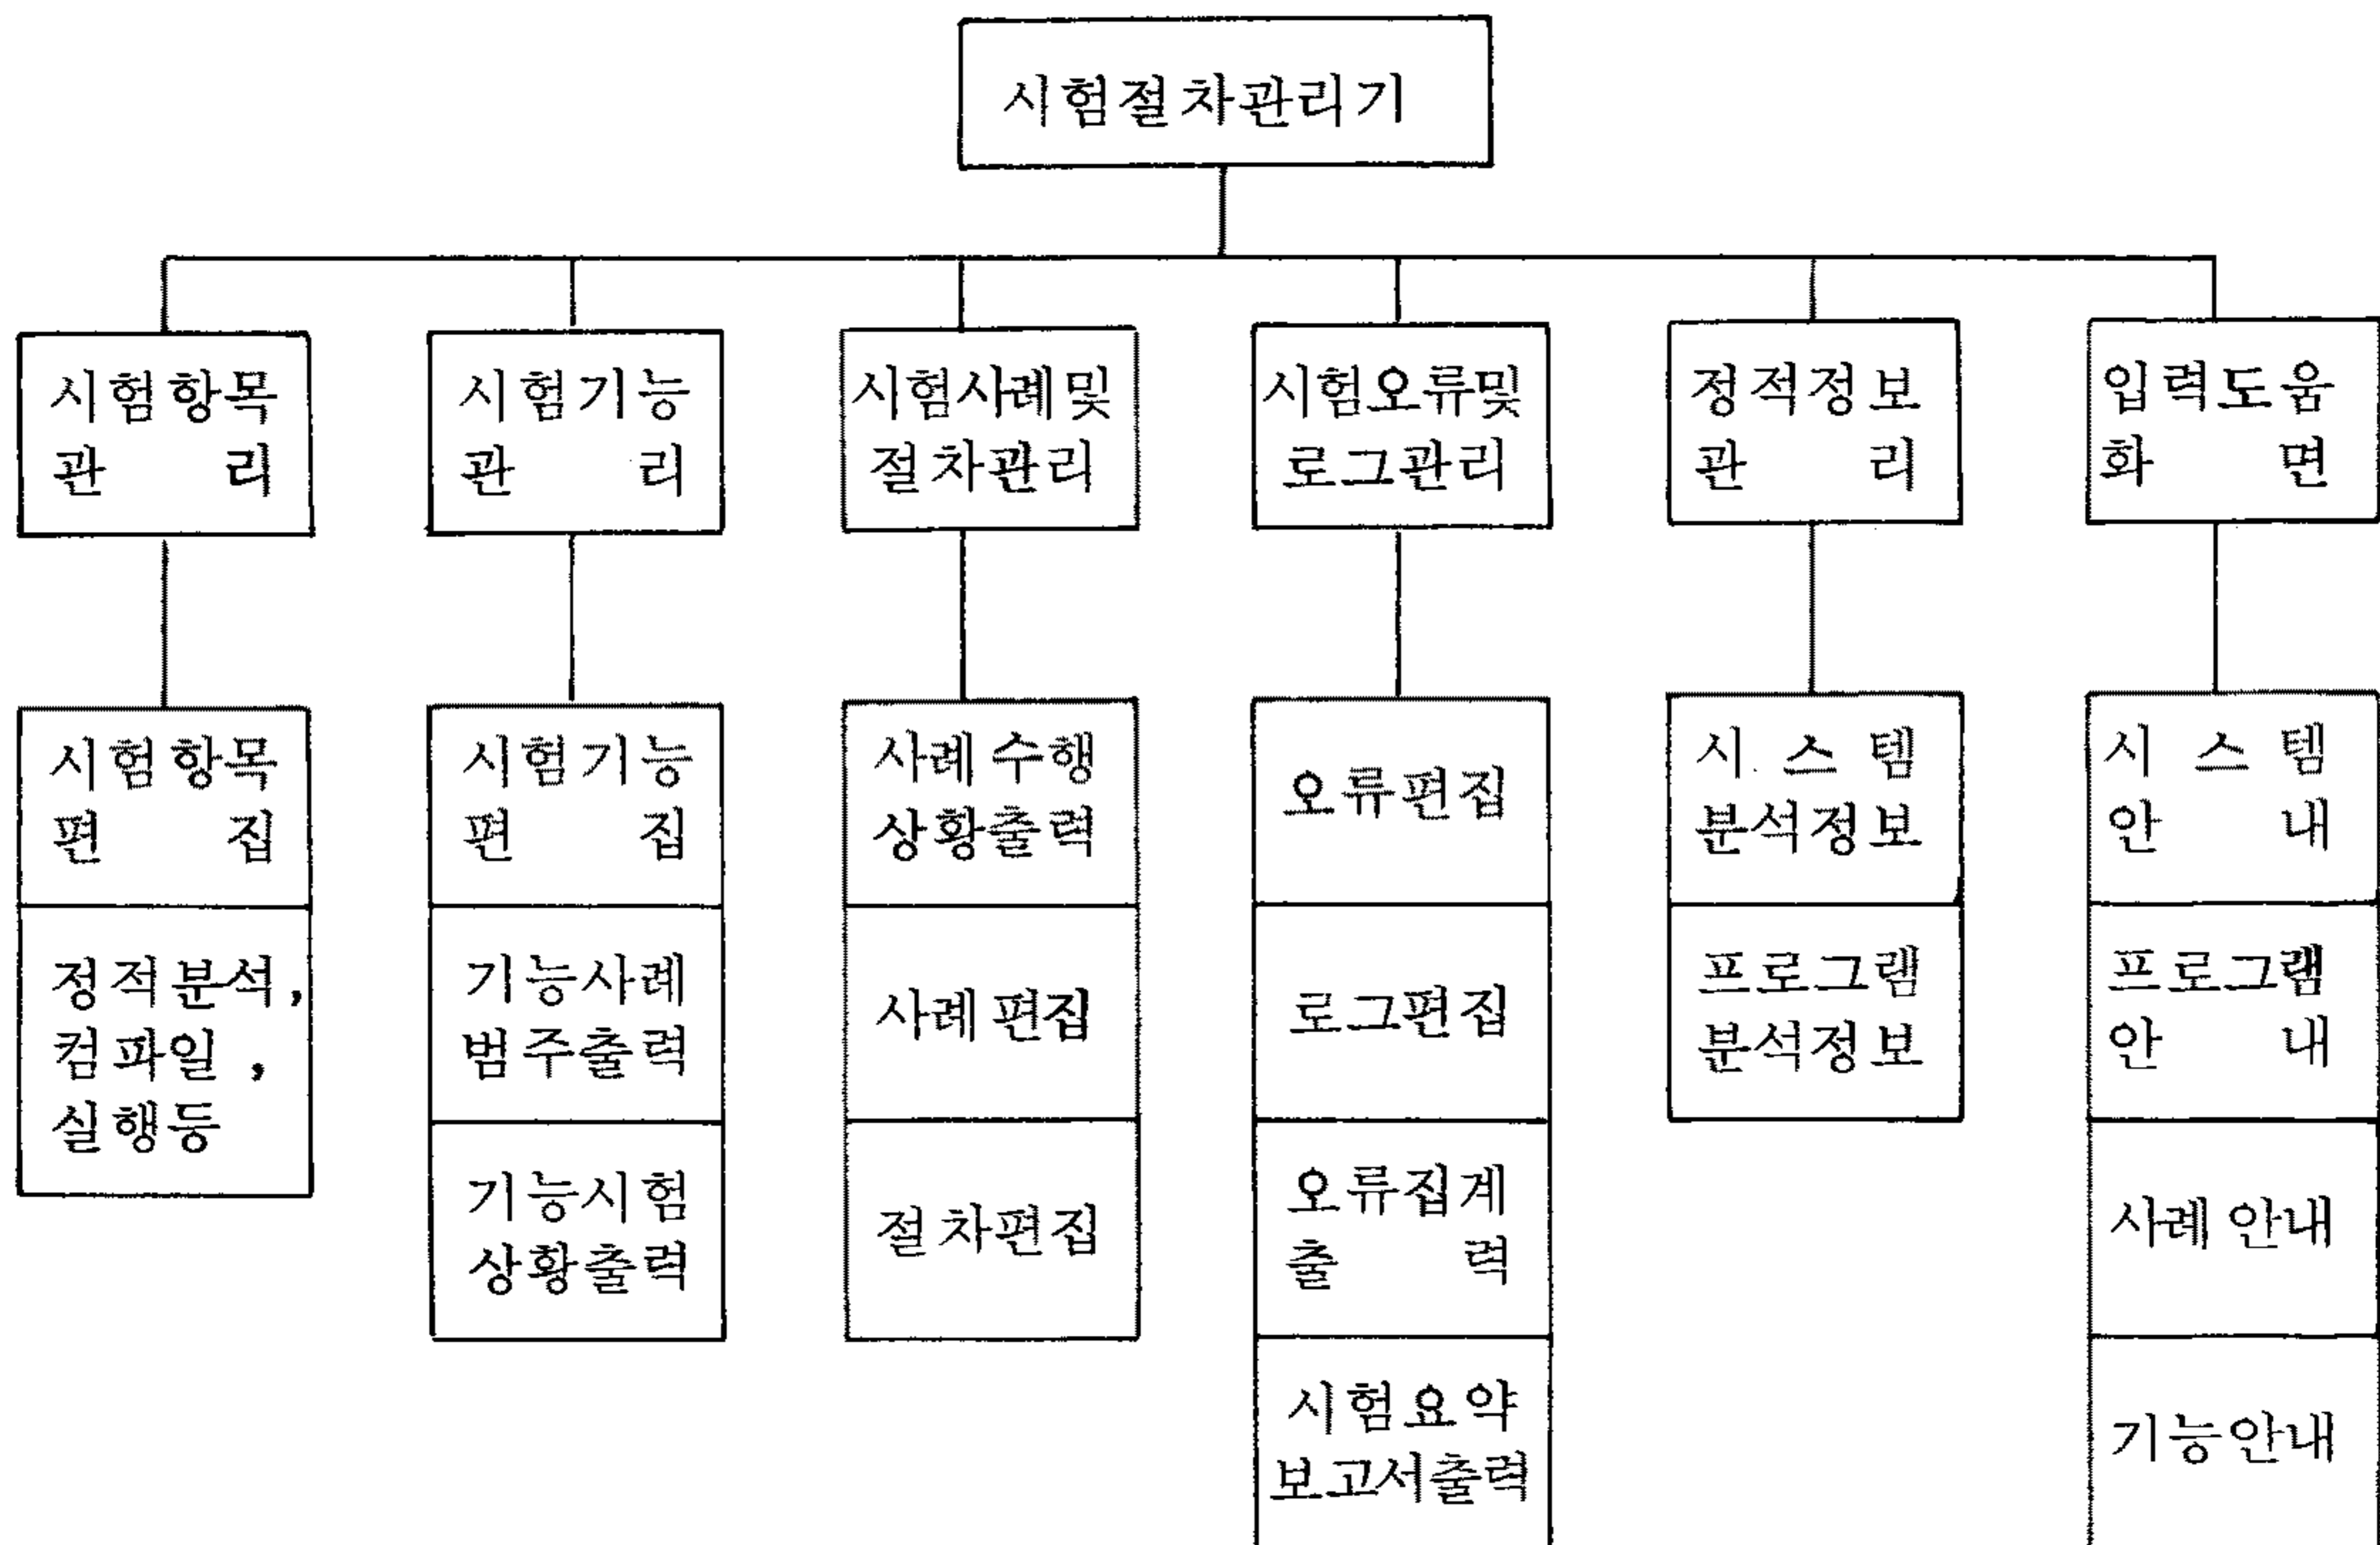 시험절차관리기
시험항목
관 리
시험기능
관 리
시험사례및
절차관리
시험오류및
로그관리
정적정보
관 리
입력도움
화 면
시험항목
편 집
정적분석,
컴파일,
실행등
시험기능
편 집
기능사례
범주출력
기능시험
상황출력
사례수행
상황출력
사례편집
절차편집
오류편집
로그편집
오류집계
출 력
시험요약
보고서출력
시 스 템
분석정보
프로그램
분석정보
시 스 템
안 내
프로그램
안 내
사례안내
기능안내